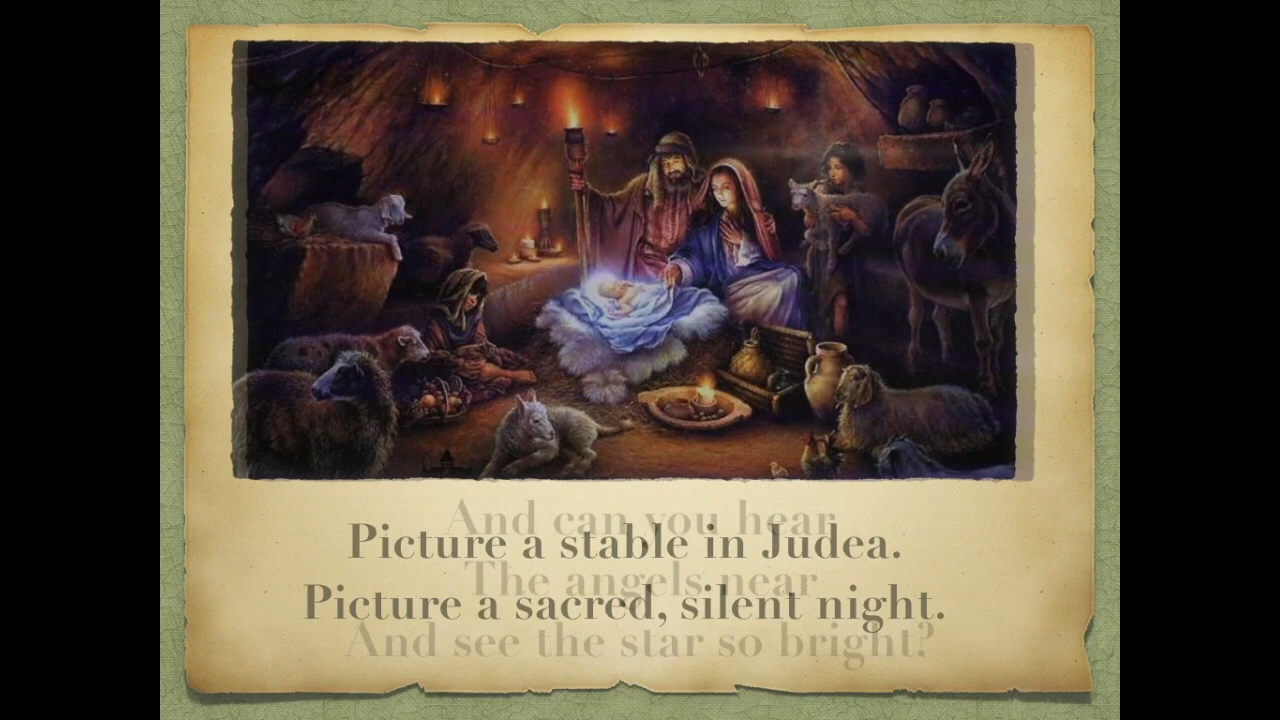 And can you hear
Picture a stable in Judea.
The angels near
Picture a sacred, silent night.
And see the star so bright?